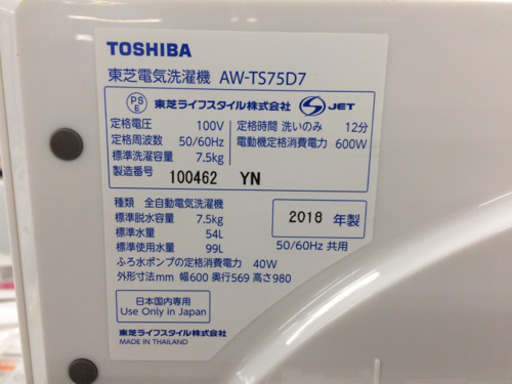 TOSHIBA
東芝電気洗濯機 AW-TS75D7
PS E 東芝ライフスタイル株式会社 S JET
定格電圧 100V
定格周波数 50/60Hz
標準洗濯容量 7.5kg
製造番号 100462 YN
定格時間 洗いのみ 12分
電動機定格消費電力 600W
種類 全自動電気洗濯機
標準脱水容量 7.5kg
標準水量 54L
標準使用水量 99L
ふろ水ポンプの定格消費電力 40W
外形寸法mm 幅600 奥行569 高さ980
2018 年製
50/60Hz 共用
日本国内専用
Use Only in Japan
東芝ライフスタイル株式会社
MADE IN THAILAND